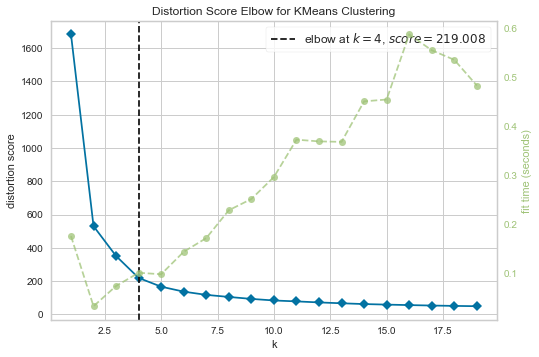 Distortion Score Elbow for KMeans Clustering
elbow at k = 4, score = 219.008
distortion score
1600
1400
1200
1000
800
600
400
200
0
2.5 5.0 7.5 10.0 12.5 15.0 17.5
k
0.6
0.5
0.4
0.3
0.2
0.1
fit time (seconds)